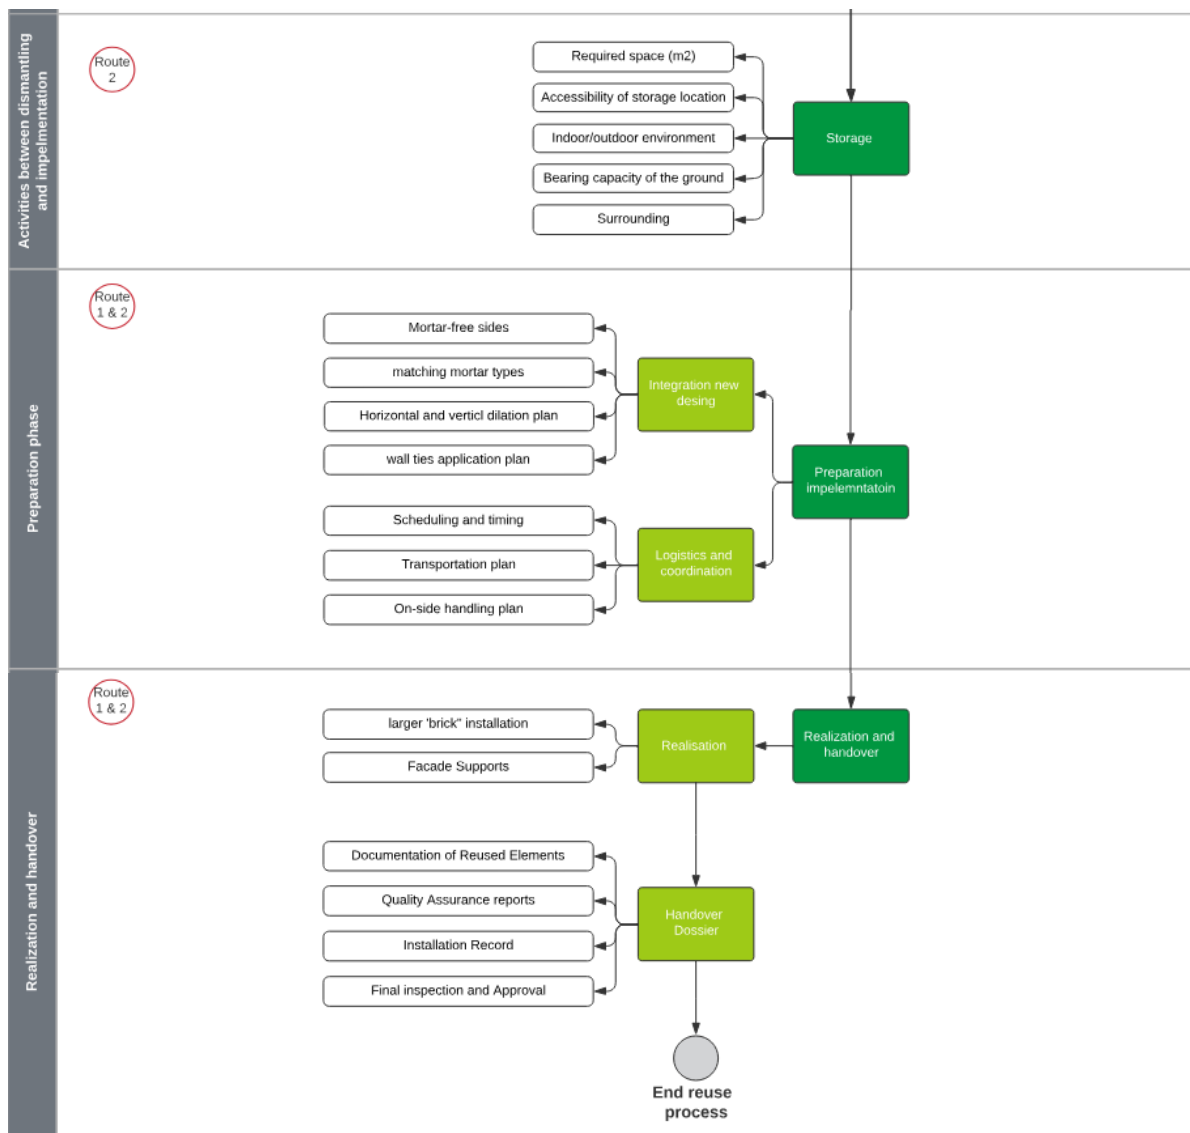 Activities between dismantling
and impelmentation
Route
2
Required space (m2)
Accessibility of storage location
Indoor/outdoor environment
Bearing capacity of the ground
Surrounding
Storage
Preparation phase
Route
1 & 2
Mortar-free sides
matching mortar types
Horizontal and verticl dilation plan
wall ties application plan
Integration new
desing
Scheduling and timing
Transportation plan
On-side handling plan
Logistics and
coordination
Preparation
impelemntatoin
Realization and handover
Route
1 & 2
larger 'brick" installation
Facade Supports
Realisation
Realization and
handover
Documentation of Reused Elements
Quality Assurance reports
Installation Record
Final inspection and Approval
Handover
Dossier
End reuse
process